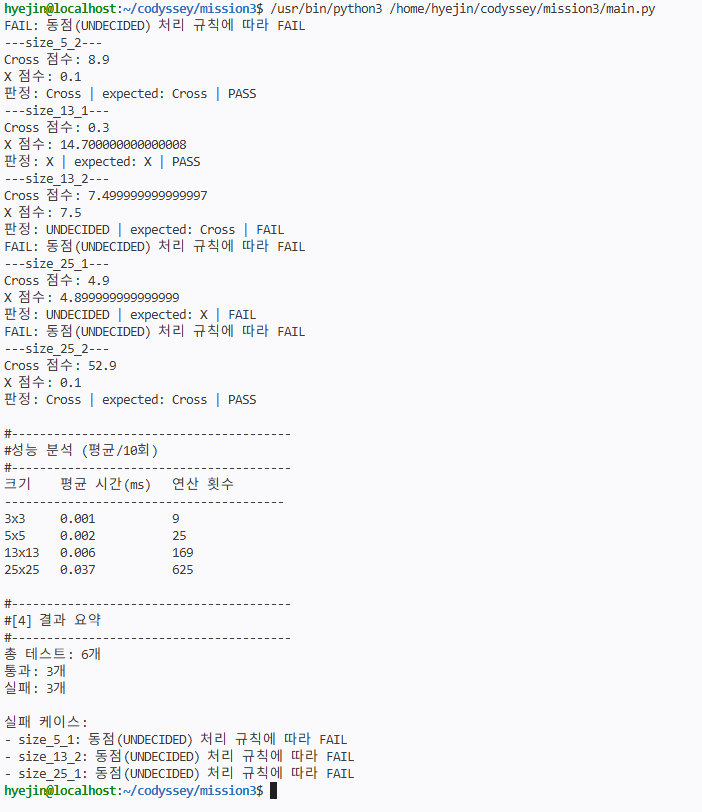 hyejin@localhost:~/codyssey/mission3$ /usr/bin/python3 /home/hyejin/codyssey/mission3/main.py
FAIL: 동점(UNDECIDED) 처리 규칙에 따라 FAIL
---size_5_2---
Cross 점수: 8.9
X 점수: 0.1
판정: Cross | expected: Cross | PASS
---size_13_1---
Cross 점수: 0.3
X 점수: 14.700000000000008
판정: X | expected: X | PASS
---size_13_2---
Cross 점수: 7.499999999999997
X 점수: 7.5
판정: UNDECIDED | expected: Cross | FAIL
FAIL: 동점(UNDECIDED) 처리 규칙에 따라 FAIL
---size_25_1---
Cross 점수: 4.9
X 점수: 4.899999999999999
판정: UNDECIDED | expected: X | FAIL
FAIL: 동점(UNDECIDED) 처리 규칙에 따라 FAIL
---size_25_2---
Cross 점수: 52.9
X 점수: 0.1
판정: Cross | expected: Cross | PASS

#----------------------------------------
#성능 분석 (평균/10회)
#----------------------------------------
크기    평균 시간(ms)   연산 횟수
----------------------------------------
3x3     0.001           9
5x5     0.002           25
13x13   0.006           169
25x25   0.037           625

#----------------------------------------
#[4] 결과 요약
#----------------------------------------
총 테스트: 6개
통과: 3개
실패: 3개

실패 케이스:
- size_5_1: 동점(UNDECIDED) 처리 규칙에 따라 FAIL
- size_13_2: 동점(UNDECIDED) 처리 규칙에 따라 FAIL
- size_25_1: 동점(UNDECIDED) 처리 규칙에 따라 FAIL
hyejin@localhost:~/codyssey/mission3$